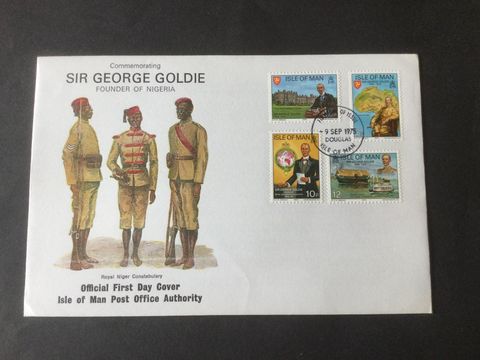 Commemorating
SIR GEORGE GOLDIE
FOUNDER OF NIGERIA
Royal Niger Constabulary
Official First Day Cover
Isle of Man Post Office Authority
ISLE OF MAN
ISLE OF MAN
9 SEP 1975
DOUGLAS
ISLE OF MAN
ISLE OF MAN
10p
ISLE OF MAN
12